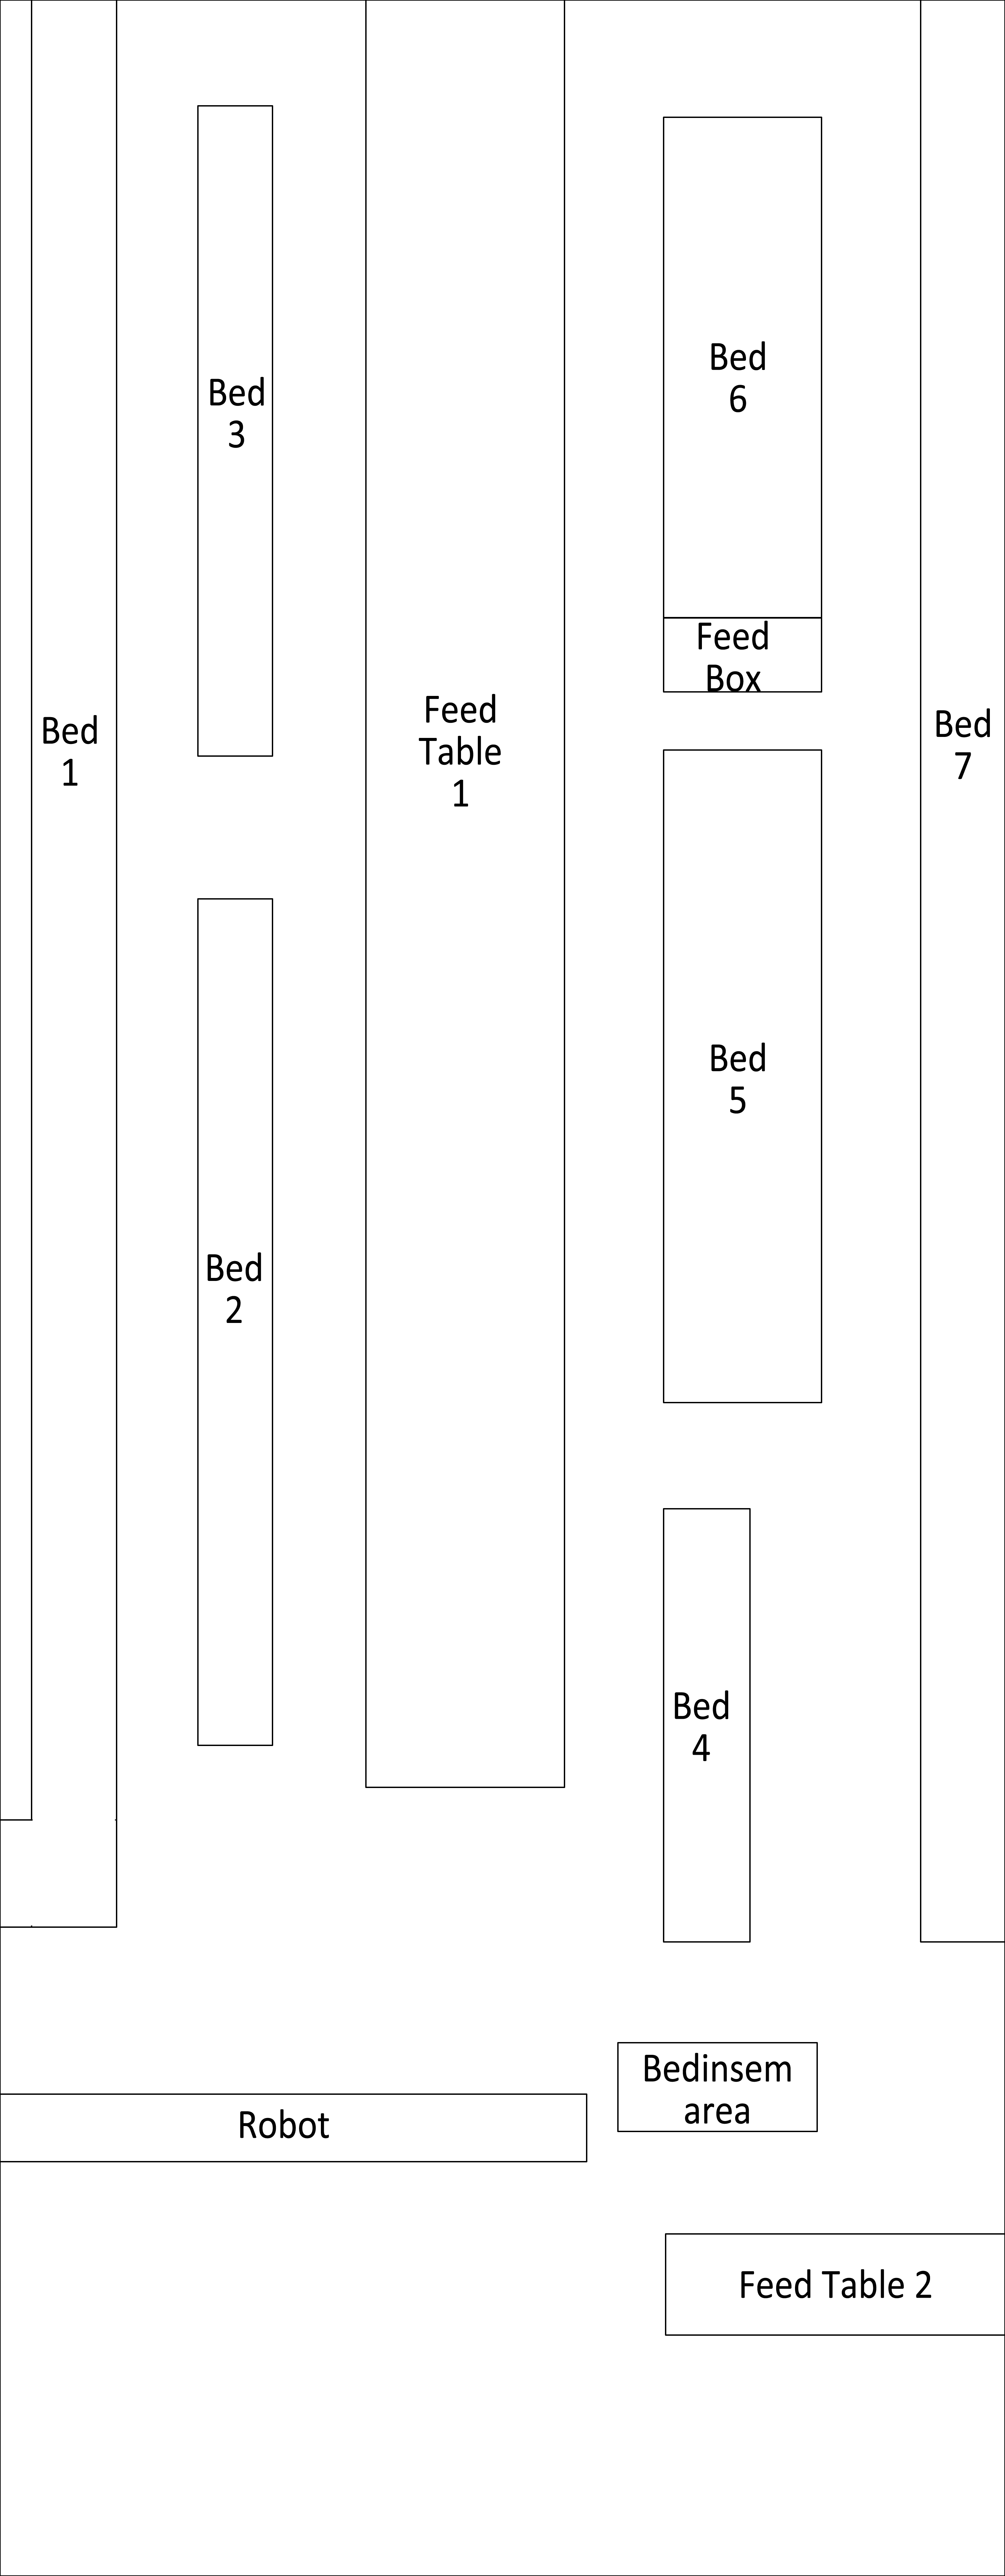 Bed
6
Bed
3
Feed
Box
Feed
Table
1
Bed
7
Bed
1
Bed
5
Bed
2
Bed
4
Bedinsem
area
Robot
Feed Table 2